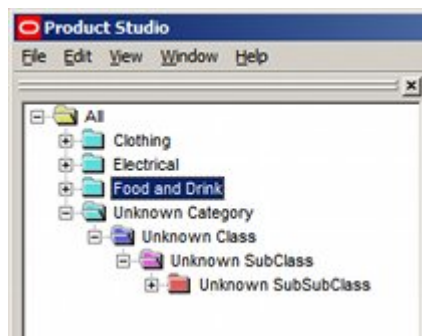 Product Studio
File Edit View Window Help
All
Clothing
Electrical
Food and Drink
Unknown Category
Unknown Class
Unknown SubClass
Unknown SubSubClass